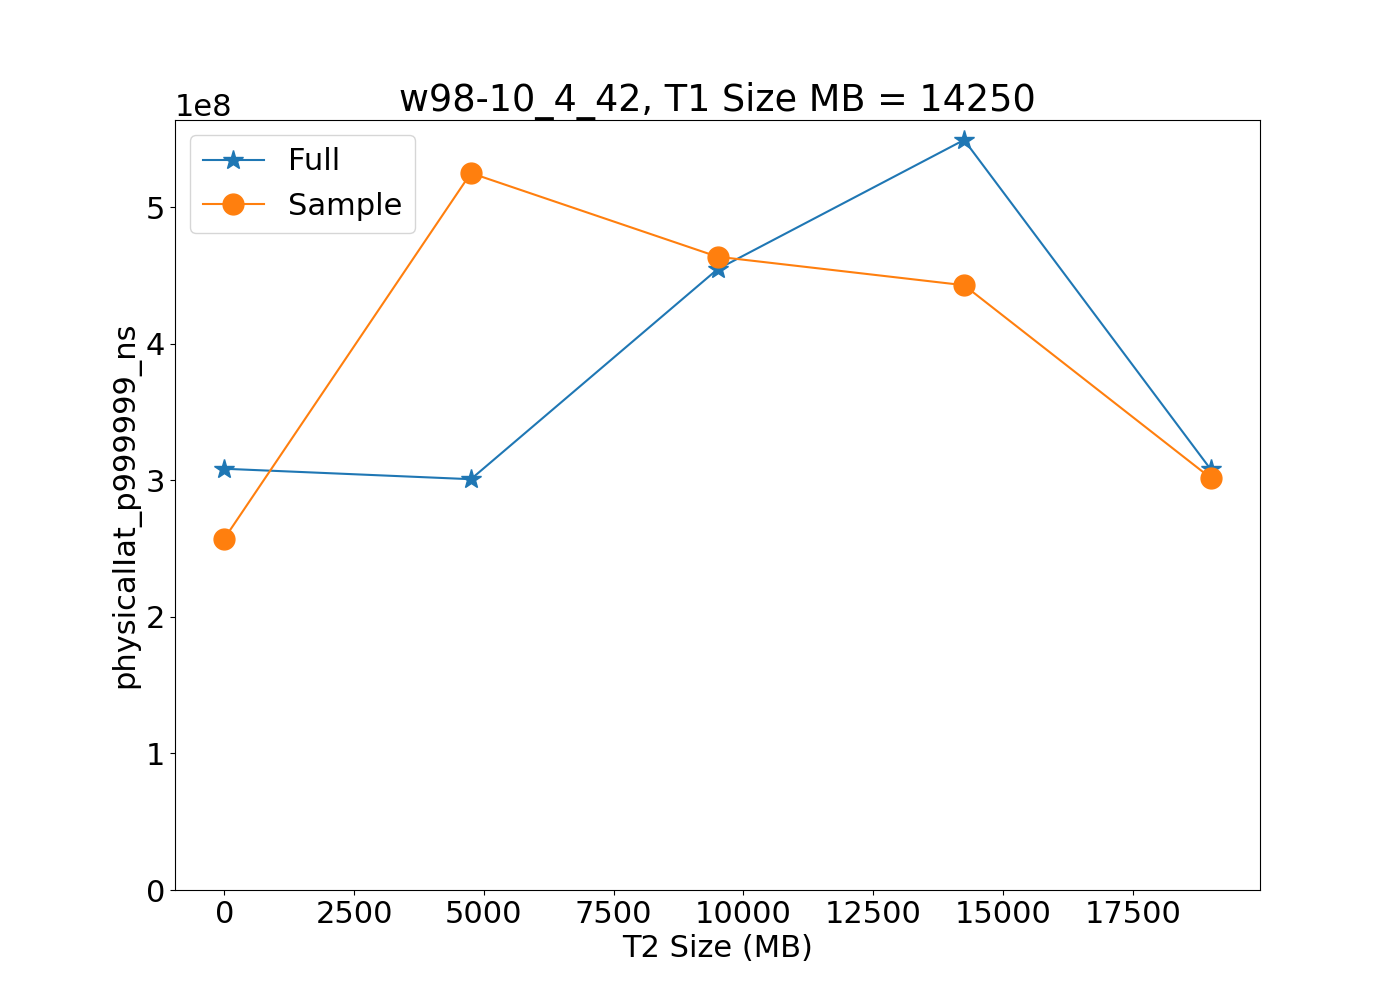 w98-10_4_42, T1 Size MB = 14250
1e8
Full
Sample
5
4
3
2
1
0
physicallat_p999999_ns
0 2500 5000 7500 10000 12500 15000 17500
T2 Size (MB)